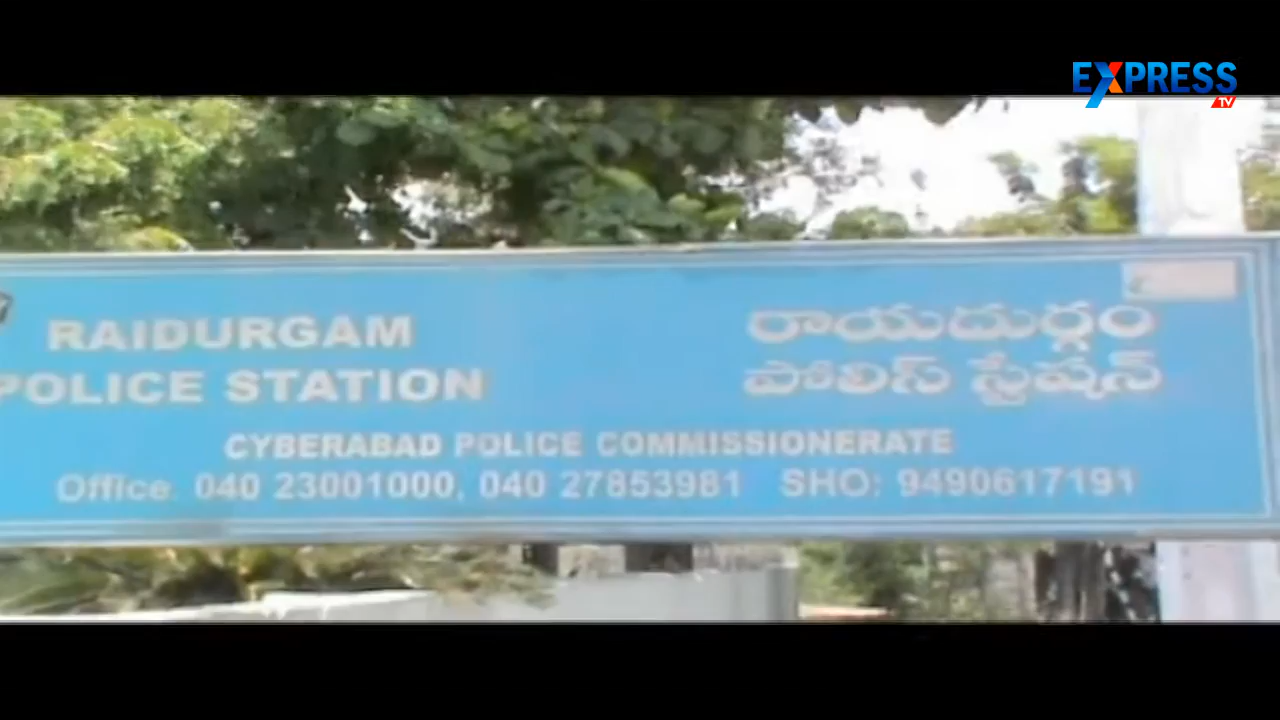 EXPRESS
TV
RAIDURGAM
POLICE STATION
రాయదుర్గం
పోలిస్ స్టేషన్
CYBERABAD POLICE COMMISSIONERATE
Office. 040 23001000, 040 27853981 SHO: 9490617191